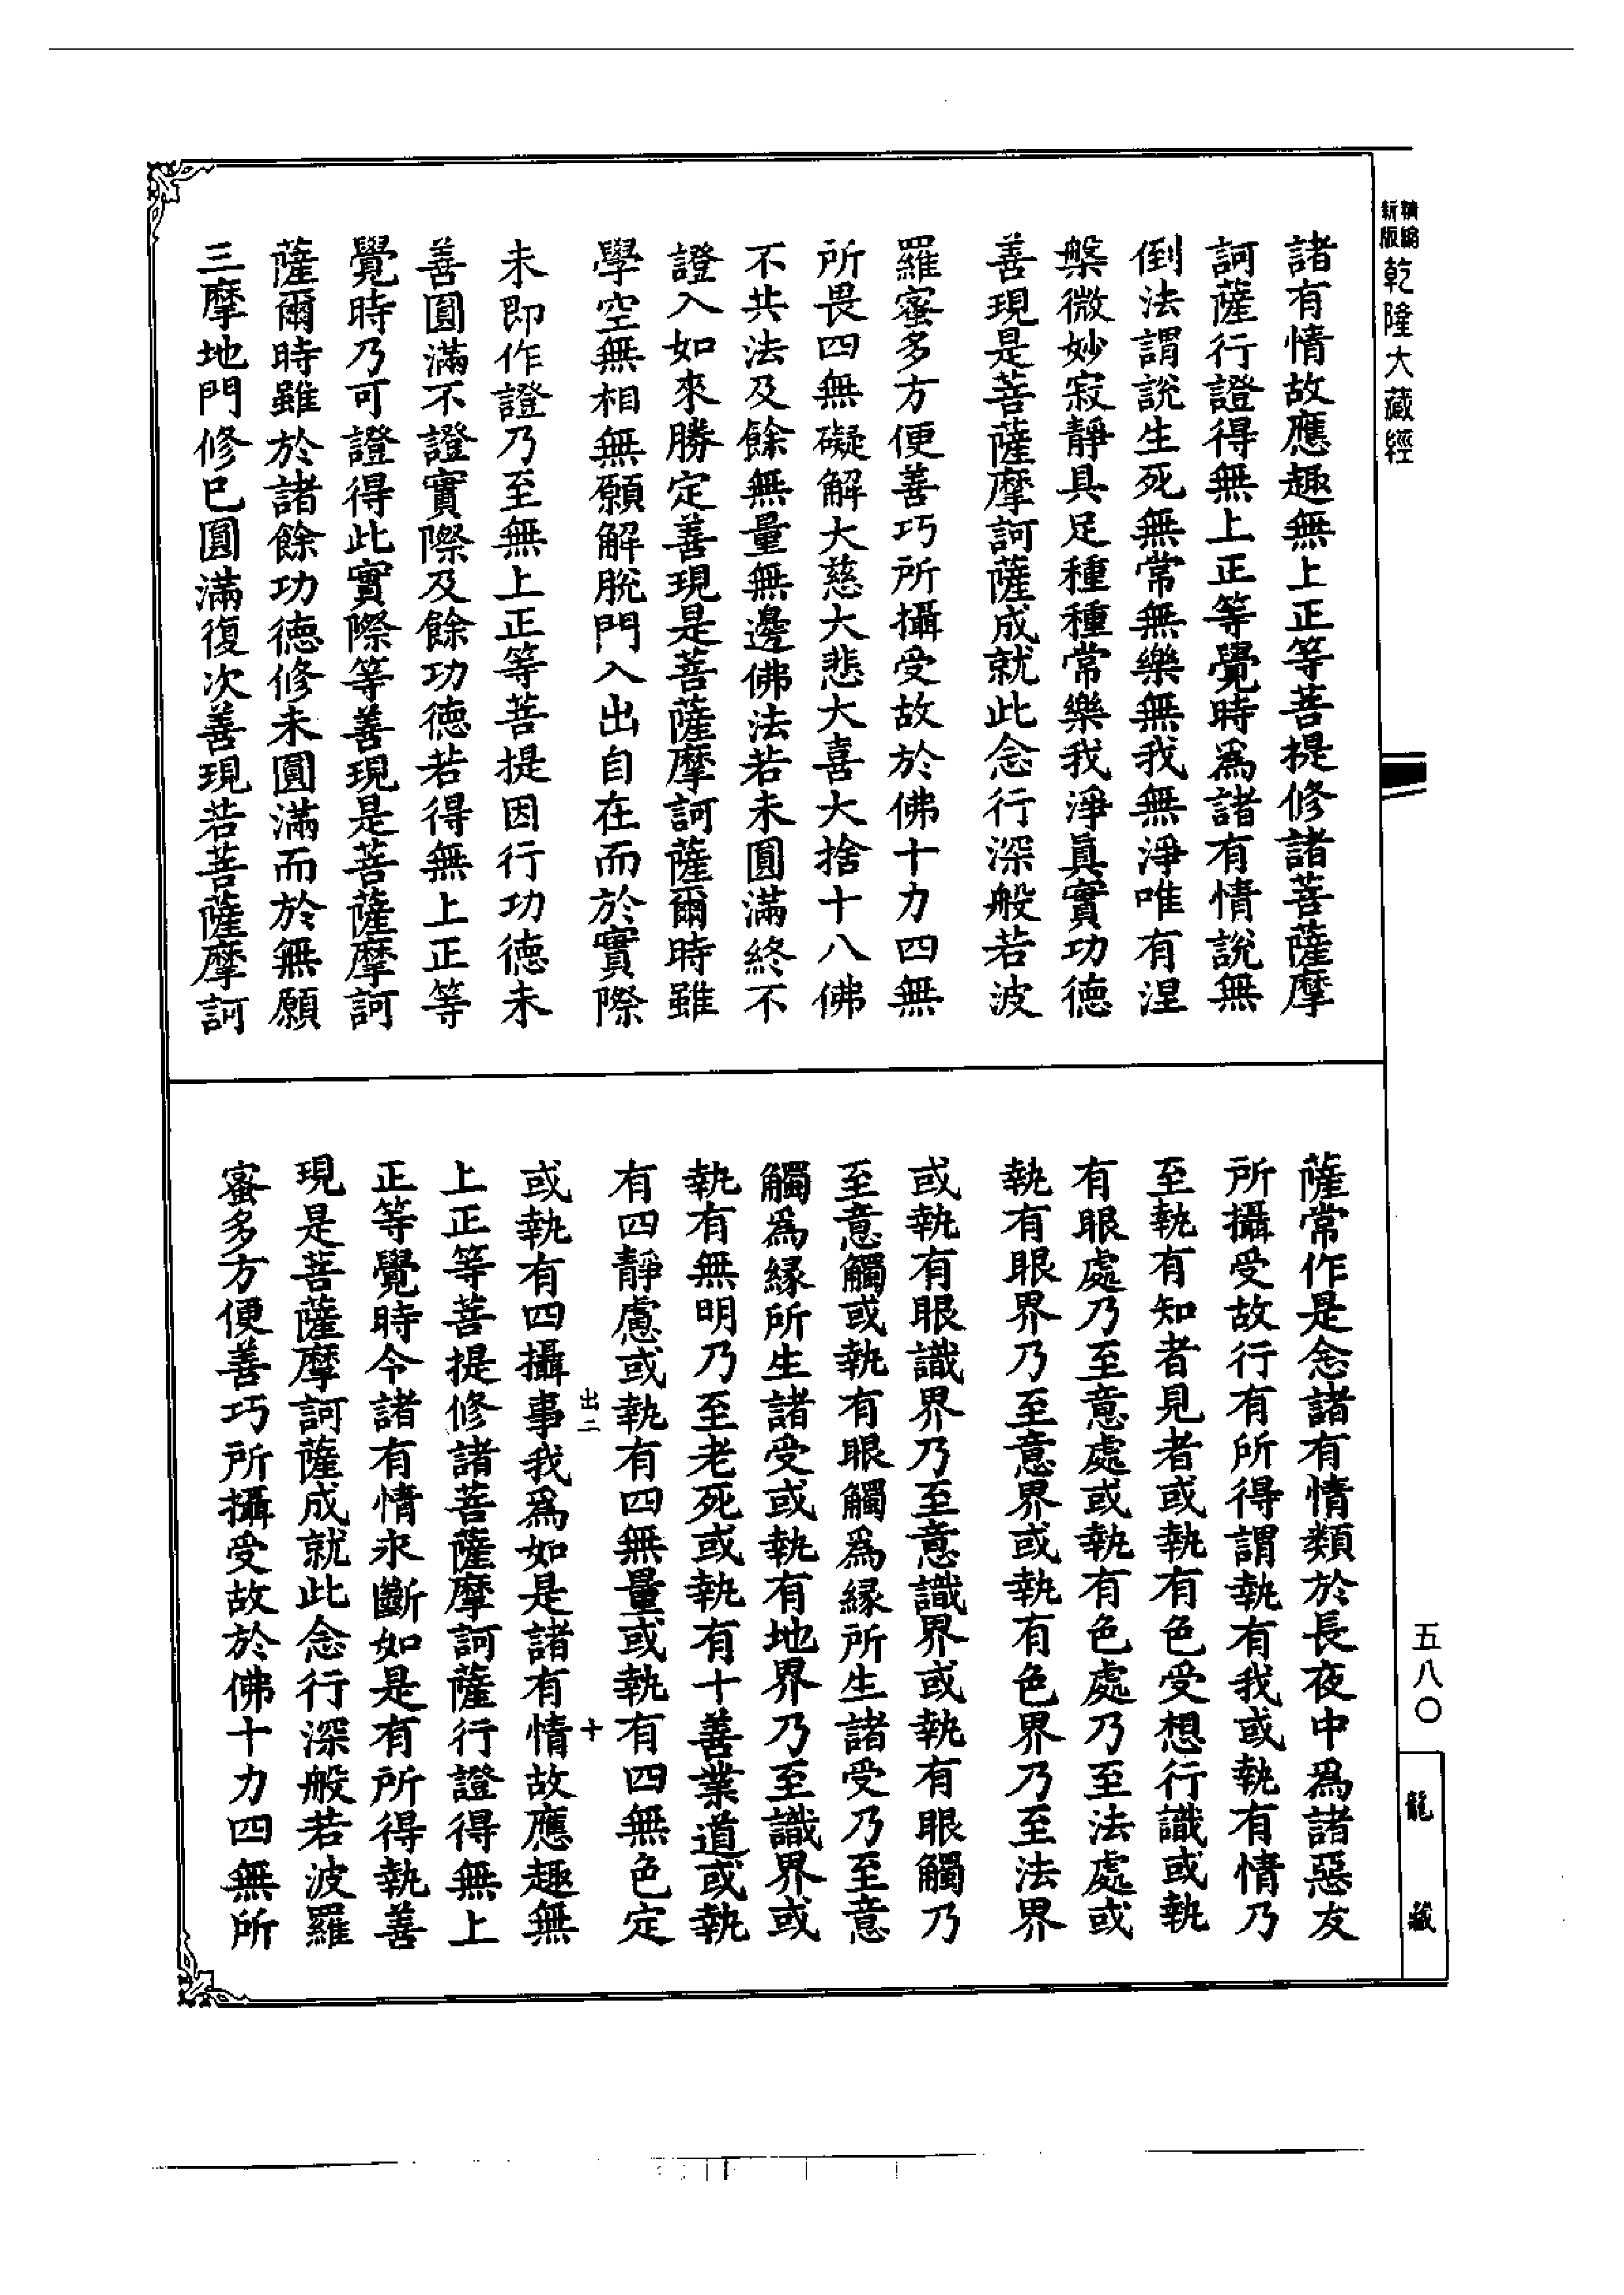 精縮新版乾隆大藏經
諸有情故應趣無上正等菩提修諸菩薩摩
訶薩行證得無上正等覺時爲諸有情說無
倒法謂說生死無常無樂無我無淨唯有涅
槃微妙寂靜具足種種常樂我淨眞實功德
善現是菩薩摩訶薩成就此念行深般若波
羅蜜多方便善巧所攝受故於佛十力四無
所畏四無礙解大慈大悲大喜大捨十八佛
不共法及餘無量無邊佛法若未圓滿終不
證入如來勝定善現是菩薩摩訶薩爾時雖
學空無相無願解脫門入出自在而於實際
未即作證乃至無上正等菩提因行功德未
善圓滿不證實際及餘功德若得無上正等
覺時乃可證得此實際等善現是菩薩摩訶
薩爾時雖於諸餘功德修未圓滿而於無願
三摩地門修已圓滿復次善現若菩薩摩訶
薩常作是念諸有情類於長夜中爲諸惡友
所攝受故行有所得謂執有我或執有情乃
至執有知者見者或執有色受想行識或執
有眼處乃至意處或執有色處乃至法處或
執有眼界乃至意界或執有色界乃至法界
或執有眼識界乃至意識界或執有眼觸乃
至意觸或執有眼觸爲緣所生諸受乃至意
觸爲緣所生諸受或執有地界乃至識界或
執有無明乃至老死或執有十善業道或執
有四靜慮或執有四無量或執有四無色定
出二 十
或執有四攝事我爲如是諸有情故應趣無
上正等菩提修諸菩薩摩訶薩行證得無上
正等覺時令諸有情永斷如是有所得執善
現是菩薩摩訶薩成就此念行深般若波羅
蜜多方便善巧所攝受故於佛十力四無所
五八〇
龍藏